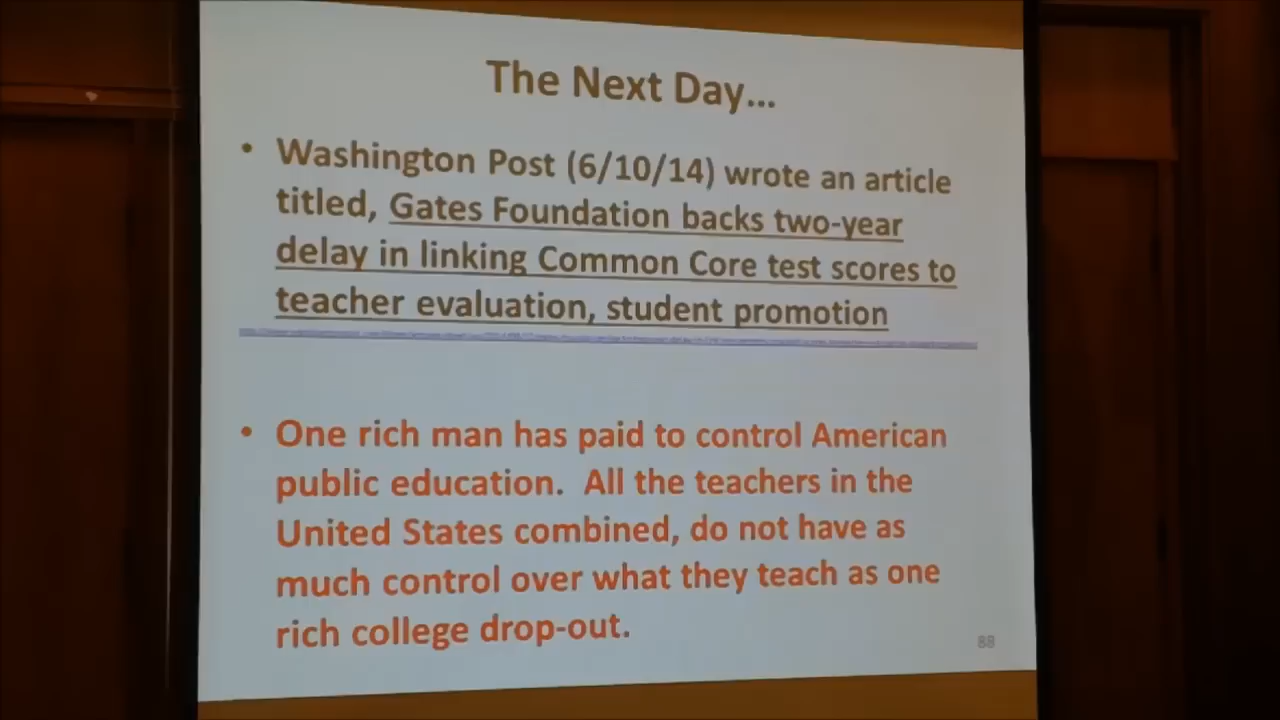 The Next Day...
• Washington Post (6/10/14) wrote an article
titled, Gates Foundation backs two-year
delay in linking Common Core test scores to
teacher evaluation, student promotion
• One rich man has paid to control American
public education. All the teachers in the
United States combined, do not have as
much control over what they teach as one
rich college drop-out.
88